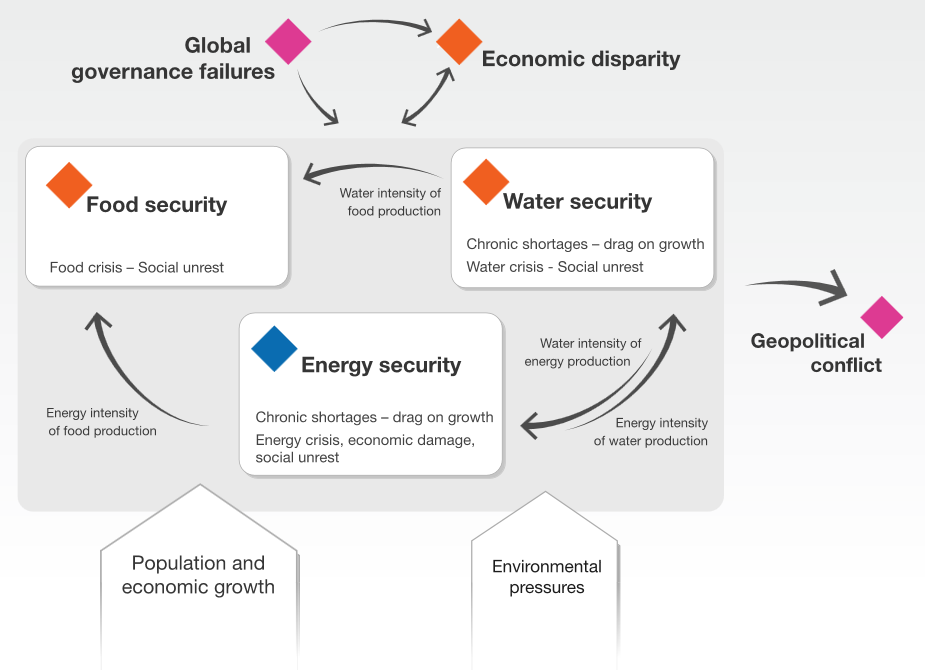 Global
governance failures
Economic disparity
Food security
Food crisis – Social unrest
Water intensity of
food production
Water security
Chronic shortages – drag on growth
Water crisis - Social unrest
Geopolitical
conflict
Energy security
Chronic shortages – drag on growth
Energy crisis, economic damage,
social unrest
Water intensity of
energy production
Energy intensity
of food production
Energy intensity
of water production
Population and
economic growth
Environmental
pressures